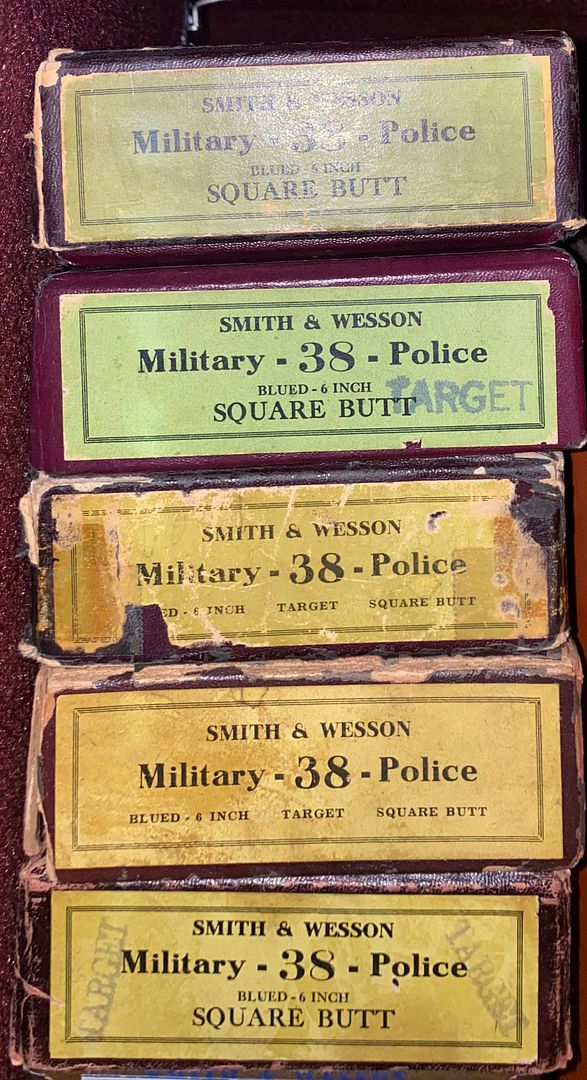 SMITH & WESSON
Military - 38 - Police
BLUED - 6 INCH
SQUARE BUTT
SMITH & WESSON
Military - 38 - Police
BLUED - 6 INCH
SQUARE BUTT TARGET
SMITH & WESSON
Military - 38 - Police
INCH TARGET SQUARE BUTT
SMITH & WESSON
Military - 38 - Police
BLUED - 6 INCH TARGET SQUARE BUTT
SMITH & WESSON
Military - 38 - Police
BLUED - 6 INCH
SQUARE BUTT
TARGET
TARGET